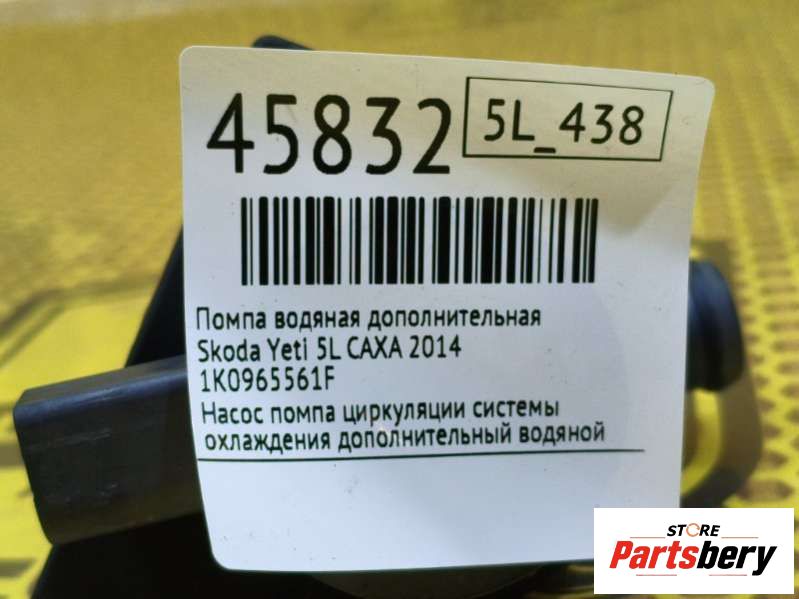 45832
5L_438
Помпа водяная дополнительная
Skoda Yeti 5L CAXA 2014
1K0965561F
Насос помпа циркуляции системы
охлаждения дополнительный водяной
STORE
Partsbery